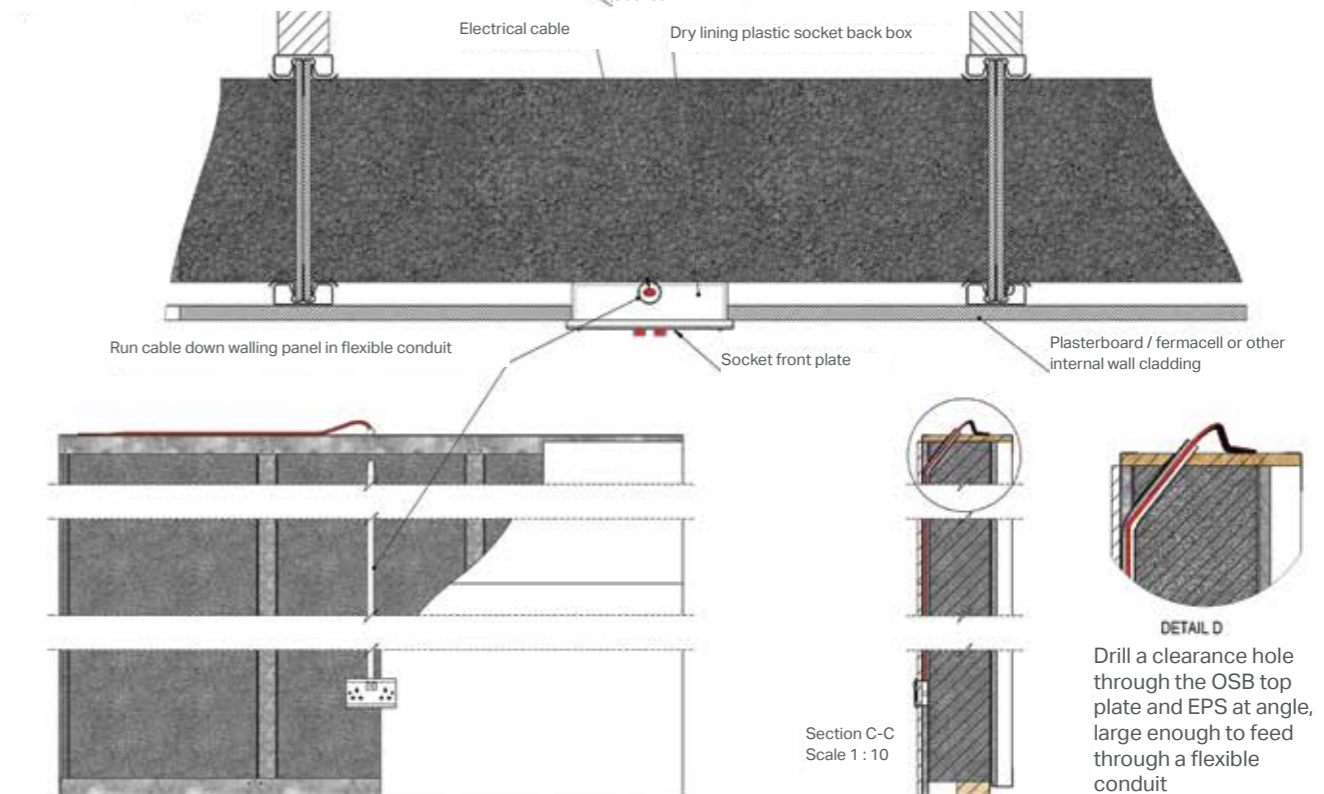 Electrical cable
Dry lining plastic socket back box
Run cable down walling panel in flexible conduit
Socket front plate
Plasterboard / fermacell or other
internal wall cladding
DETAIL D
Drill a clearance hole
through the OSB top
plate and EPS at angle,
large enough to feed
through a flexible
conduit
Section C-C
Scale 1 : 10